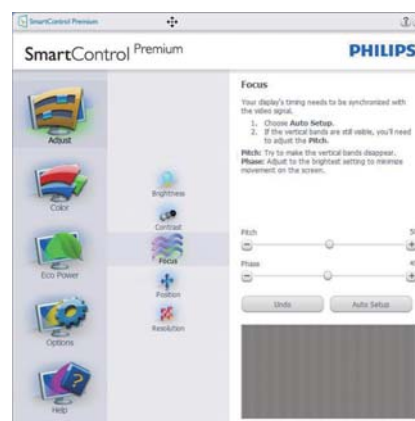 SmartControl Premium
SmartControl Premium
PHILIPS
Adjust
Color
Eco Power
Options
Help
Brightness
Contrast
Focus
Position
Resolution
Focus
Your display's timing needs to be synchronized with
the video signal.
1. Choose Auto Setup.
2. If the vertical bands are still visible, you'll need
to adjust the Pitch.
Pitch: Try to make the vertical bands disappear.
Phase: Adjust to the brightest setting to minimize
movement on the screen.
Pitch
Phase
Undo
Auto Setup